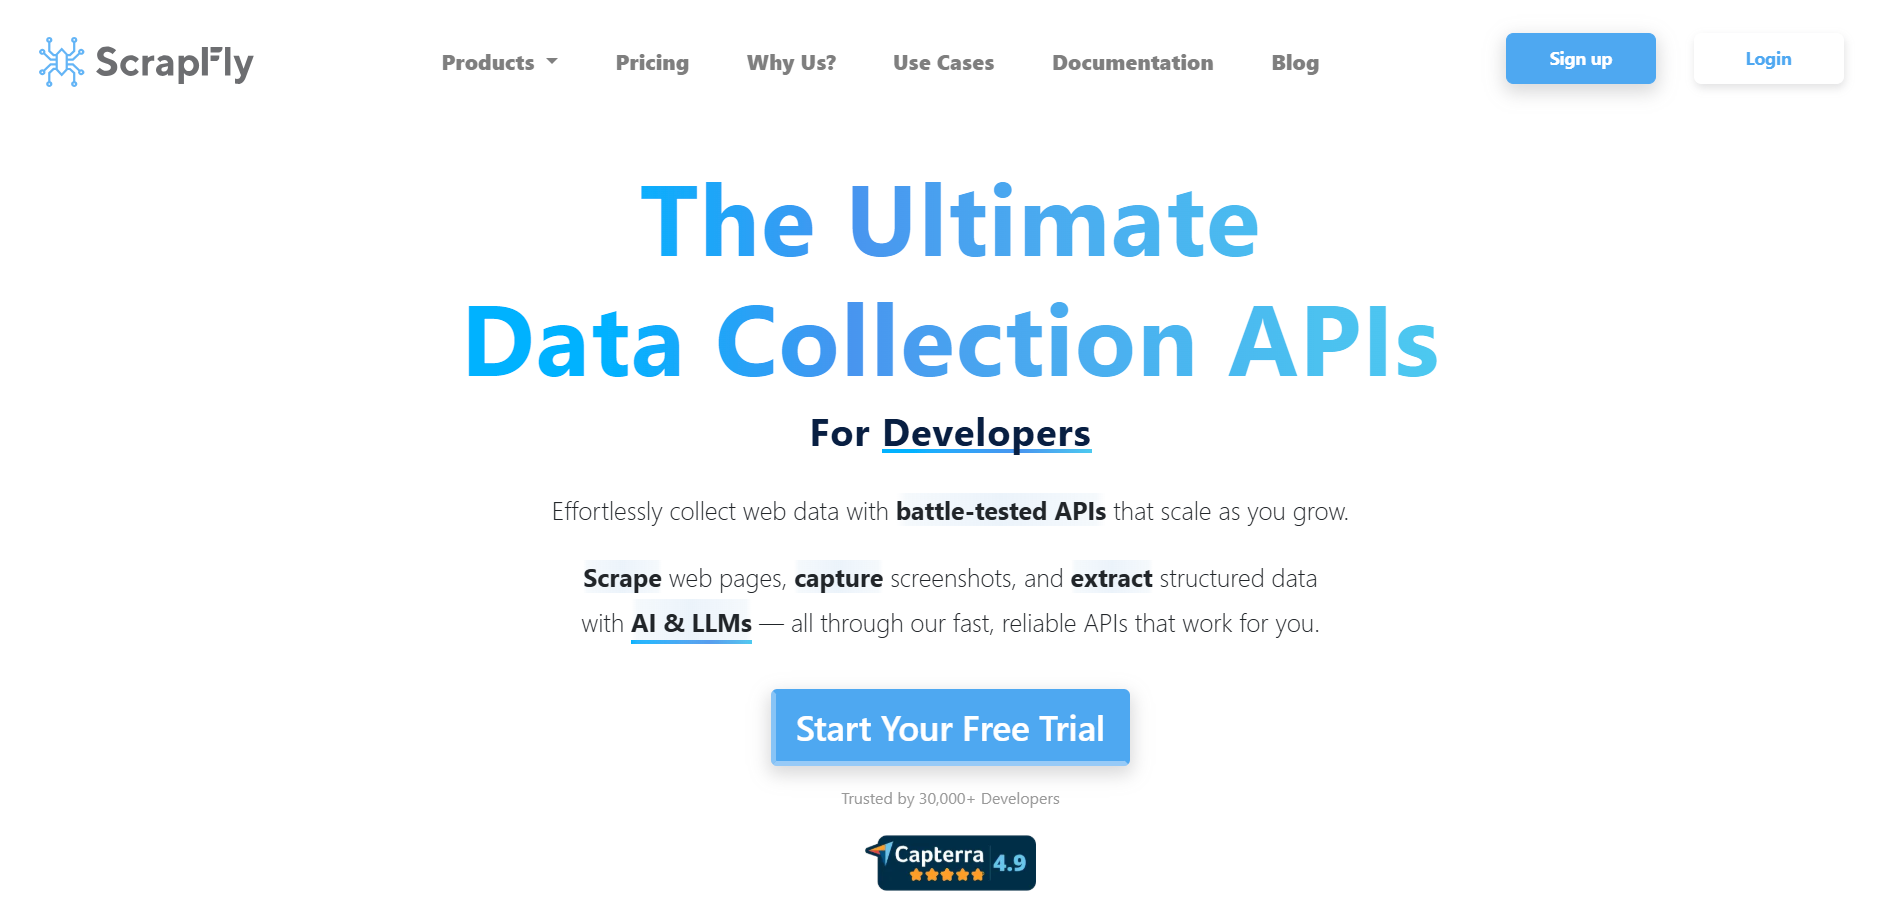 ScrapFly
Products
Pricing
Why Us?
Use Cases
Documentation
Blog
Sign up
Login
The Ultimate
Data Collection APIs
For Developers
Effortlessly collect web data with battle-tested APIs that scale as you grow.
Scrape web pages, capture screenshots, and extract structured data
with AI & LLMs — all through our fast, reliable APIs that work for you.
Start Your Free Trial
Trusted by 30,000+ Developers
Capterra 4.9